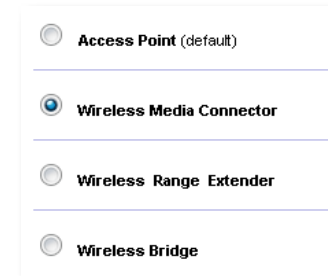 Access Point (default)
Wireless Media Connector
Wireless Range Extender
Wireless Bridge